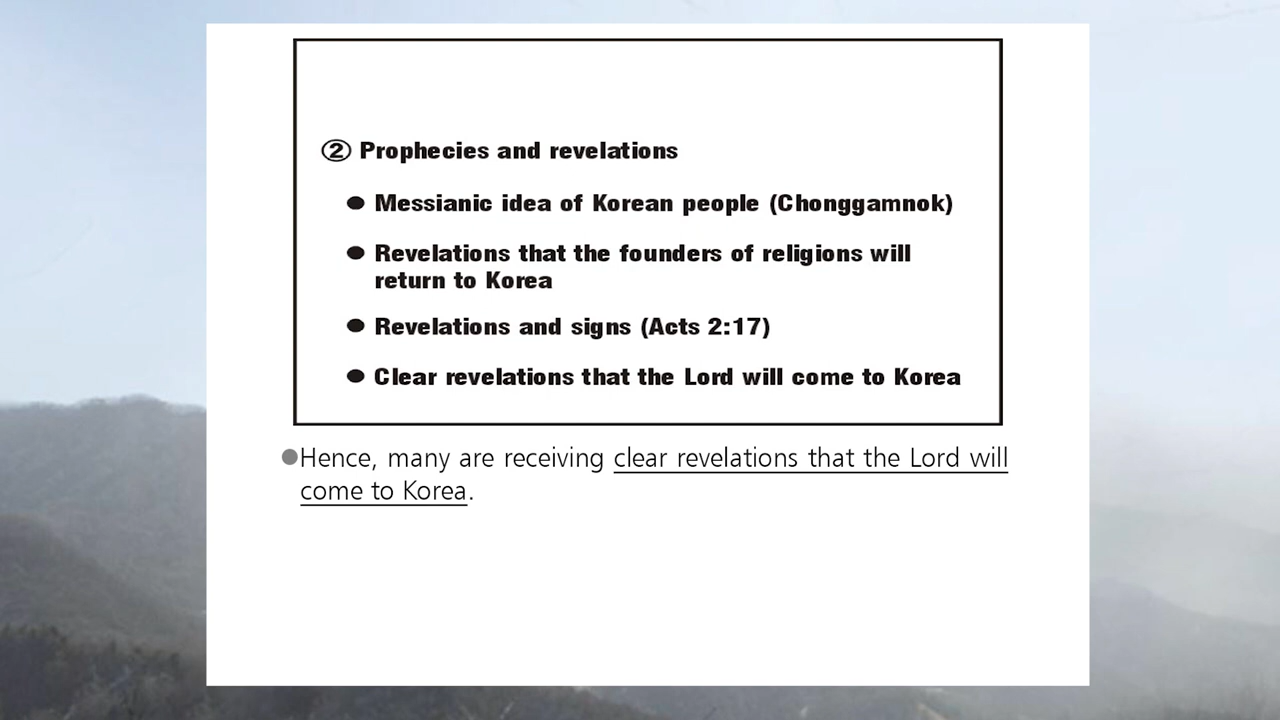 ② Prophecies and revelations
● Messianic idea of Korean people (Chonggamnok)
● Revelations that the founders of religions will
return to Korea
● Revelations and signs (Acts 2:17)
● Clear revelations that the Lord will come to Korea
●Hence, many are receiving clear revelations that the Lord will
come to Korea.